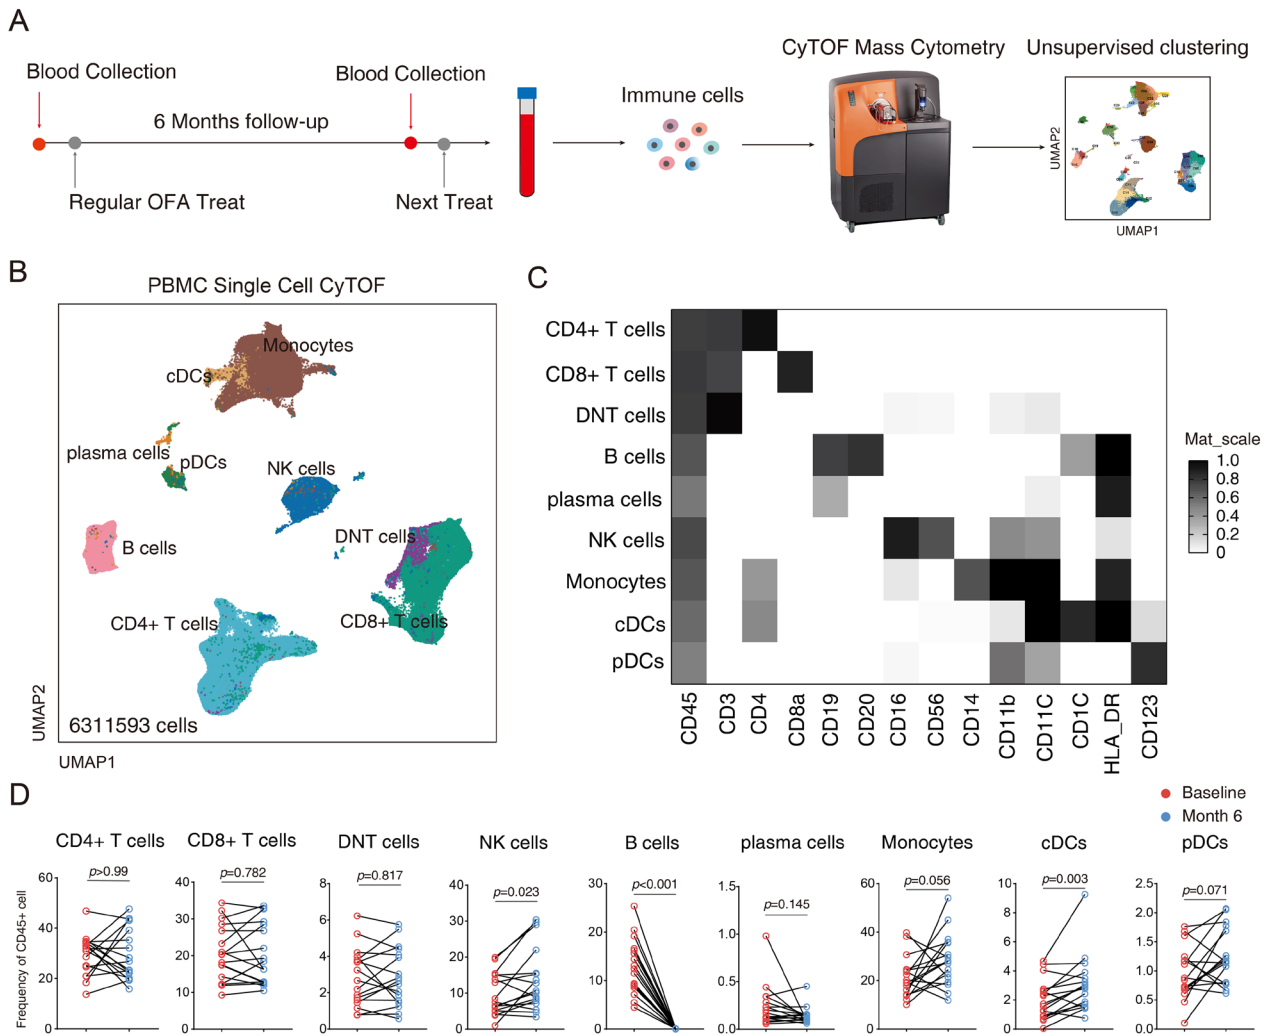 A
Blood Collection
Blood Collection
6 Months follow-up
Regular OFA Treat
Next Treat
Immune cells
CyTOF Mass Cytometry
Unsupervised clustering
UMAP2
UMAP1
B
PBMC Single Cell CyTOF
Monocytes
cDCs
plasma cells
pDCs
NK cells
DNT cells
B cells
CD4+ T cells
CD8+ T cells
6311593 cells
UMAP2
UMAP1
C
CD4+ T cells
CD8+ T cells
DNT cells
B cells
plasma cells
NK cells
Monocytes
cDCs
pDCs
CD45
CD3
CD4
CD8a
CD19
CD20
CD16
CD56
CD14
CD11b
CD11C
CD1C
HLA_DR
CD123
Mat_scale
1.0
0.8
0.6
0.4
0.2
0
D
Baseline
Month 6
Frequency of CD45+ cell
CD4+ T cells
p>0.99
60
40
20
0
CD8+ T cells
p=0.782
40
30
20
10
0
DNT cells
p=0.817
8
6
4
2
0
NK cells
p=0.023
40
30
20
10
0
B cells
p<0.001
30
20
10
0
plasma cells
p=0.145
1.5
1.0
0.5
0.0
Monocytes
p=0.056
60
40
20
0
cDCs
p=0.003
10
8
6
4
2
0
pDCs
p=0.071
2.5
2.0
1.5
1.0
0.5
0.0